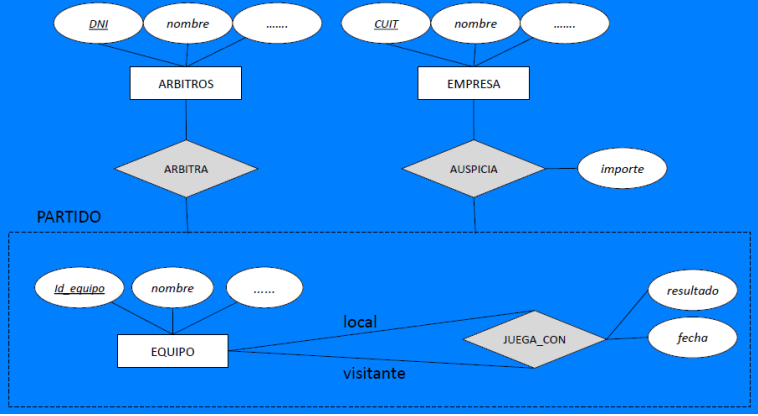 DNI nombre …….
CUIT nombre …….
ARBITROS
EMPRESA
ARBITRA
AUSPICIA
importe
PARTIDO
Id_equipo nombre ……
resultado
local
JUEGA_CON
fecha
EQUIPO
visitante